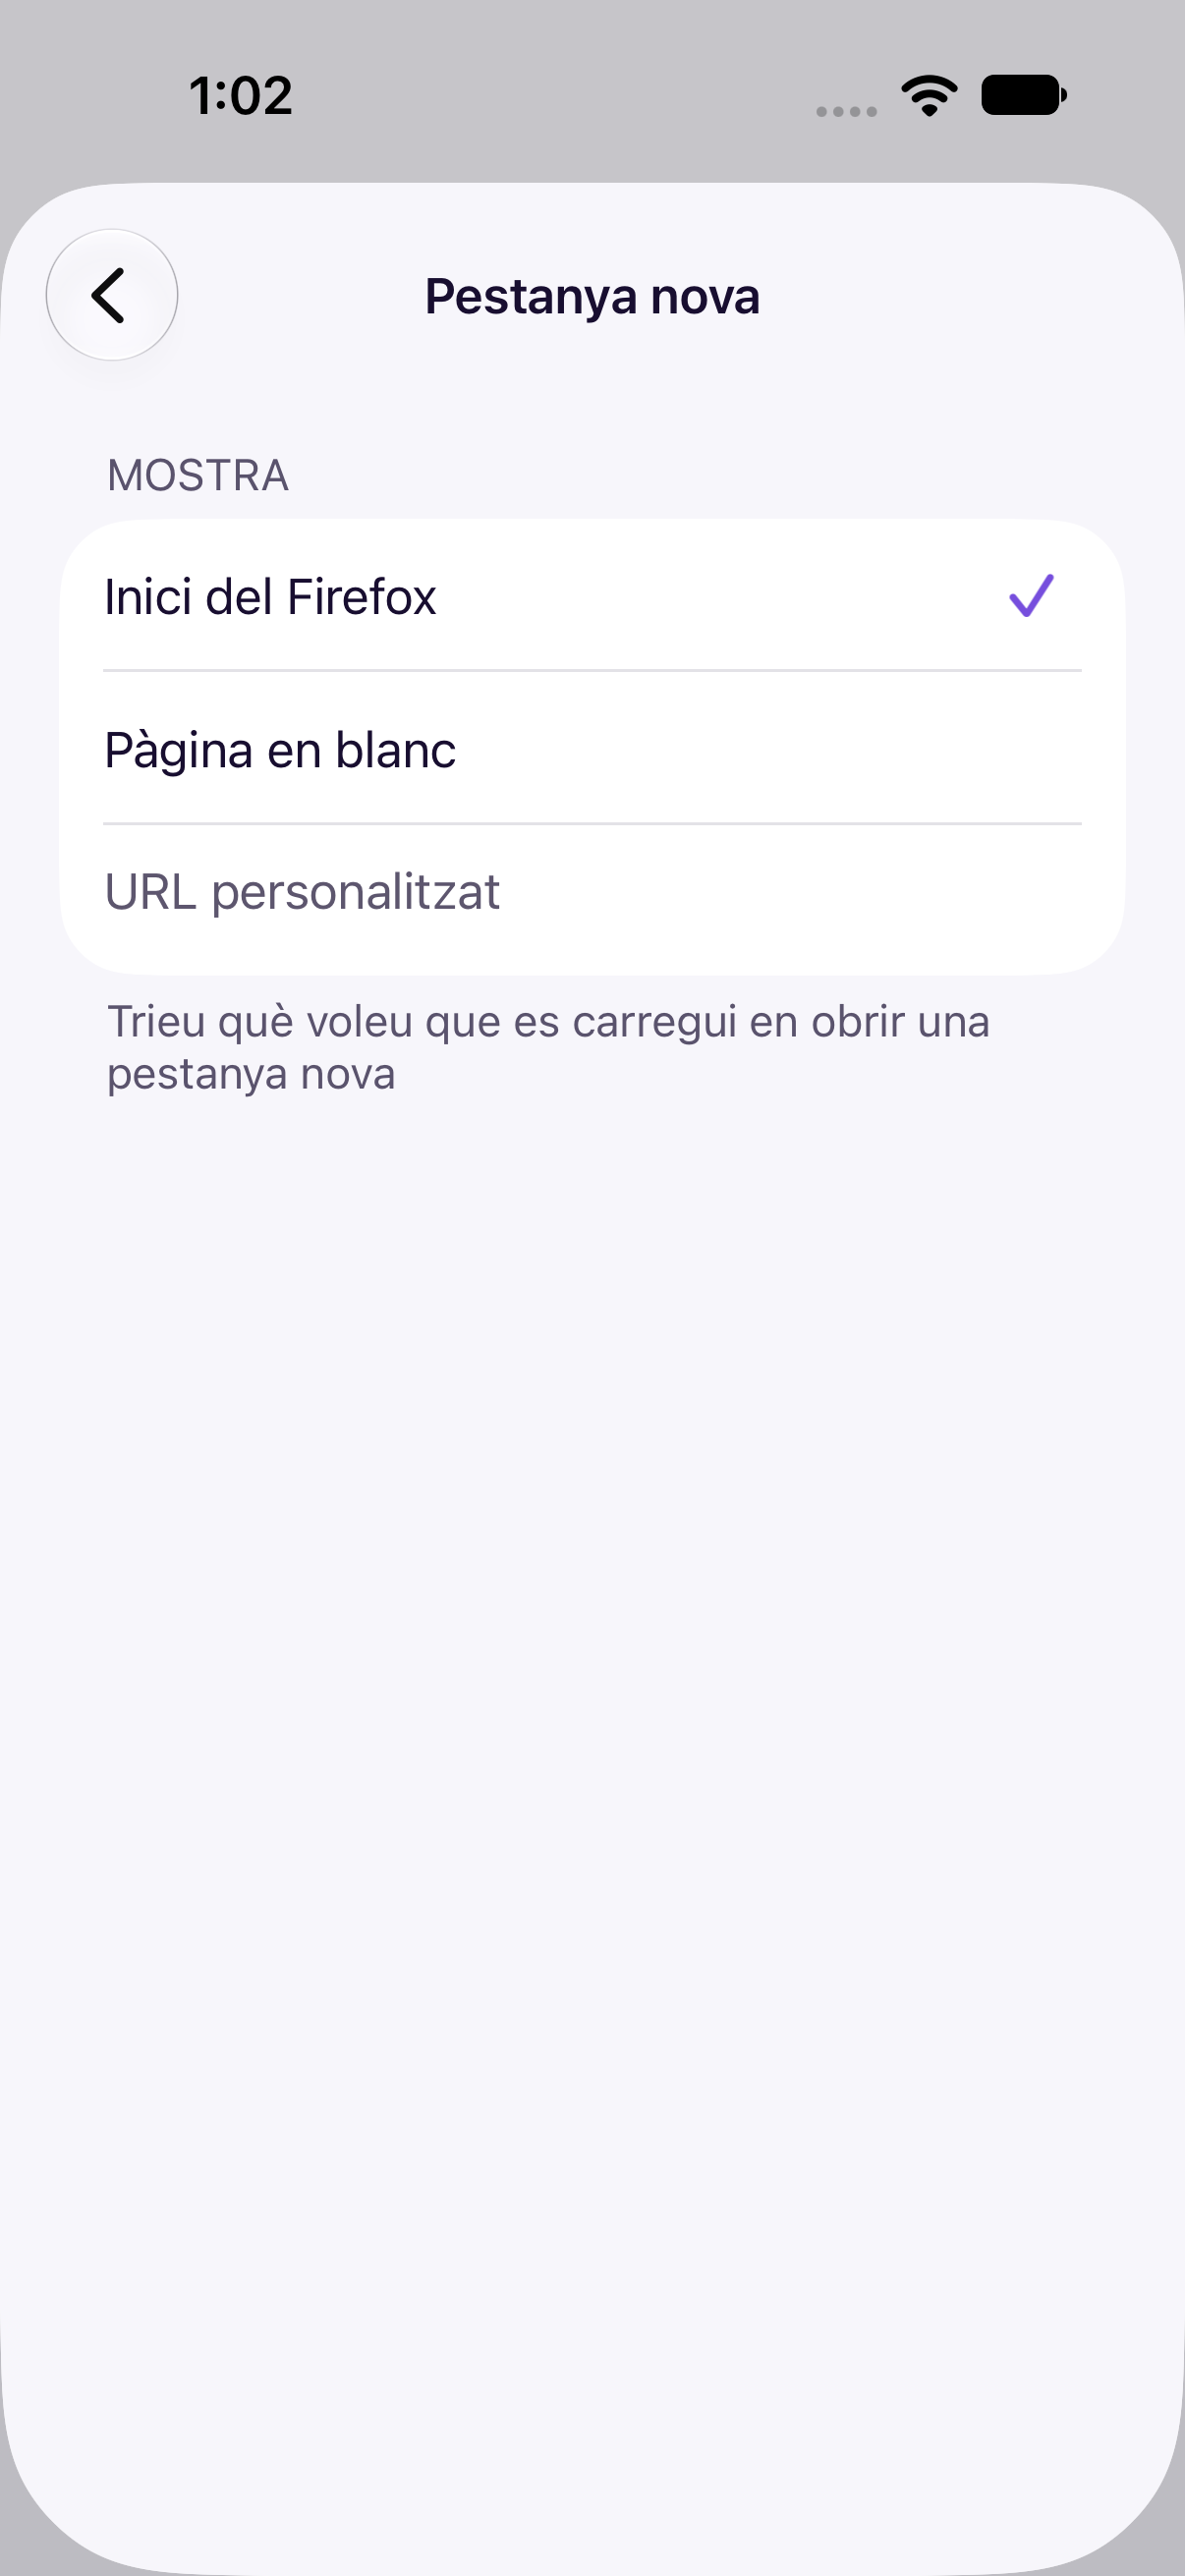 1:02
Pestanya nova
MOSTRA
Inici del Firefox
Pàgina en blanc
URL personalitzat
Trieu què voleu que es carregui en obrir una
pestanya nova